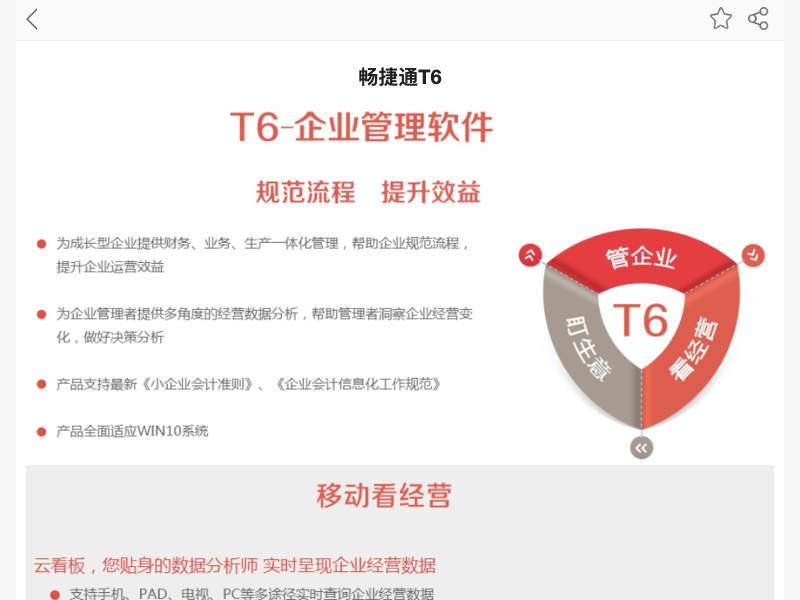 畅捷通T6
T6-企业管理软件
规范流程 提升效益
为成长型企业提供财务、业务、生产一体化管理，帮助企业规范流程，
提升企业运营效益
为企业管理者提供多角度的经营数据分析，帮助管理者洞察企业经营变
化，做好决策分析
产品支持最新《小企业会计准则》、《企业会计信息化工作规范》
产品全面适应WIN10系统
管企业
T6
盯生意
看经营
移动看经营
云看板，您贴身的数据分析师 实时呈现企业经营数据
支持手机、PAD、电视、PC等多途径实时查询企业经营数据